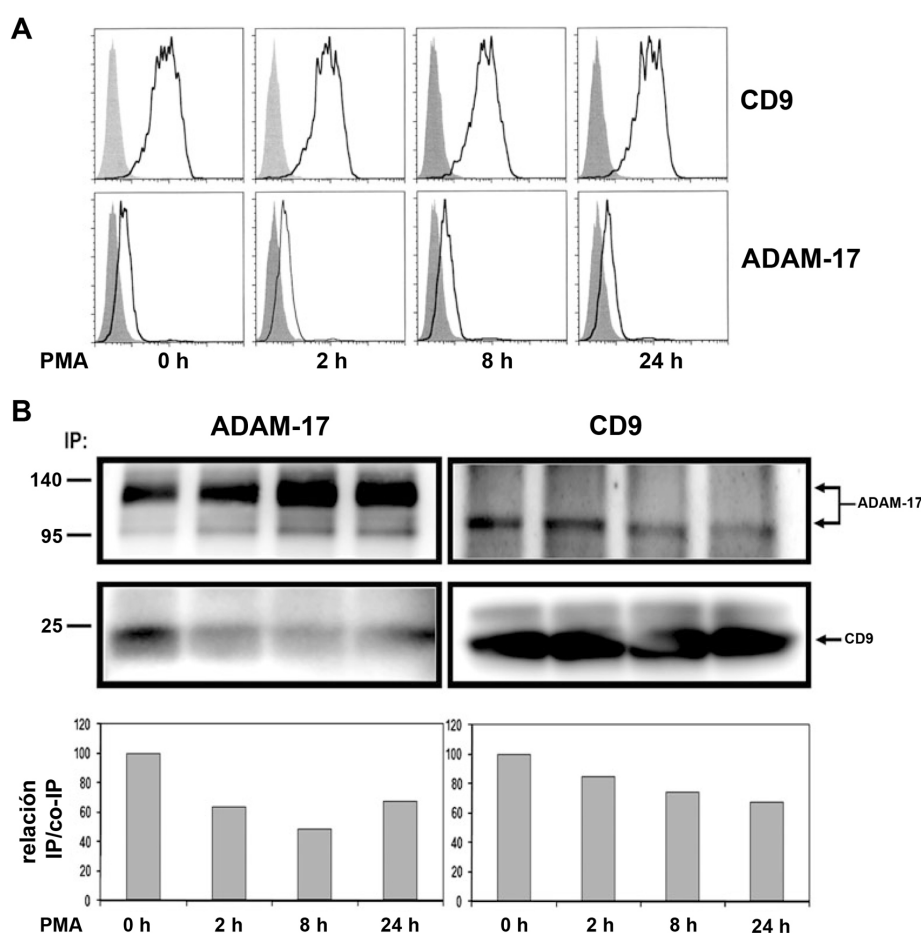 A
CD9
ADAM-17
PMA 0 h 2 h 8 h 24 h
B
IP: ADAM-17 CD9
140
95
ADAM-17
25
CD9
120 120
100 100
80 80
60 60
40 40
20 20
0 0
relación
IP/co-IP
PMA 0 h 2 h 8 h 24 h 0 h 2 h 8 h 24 h